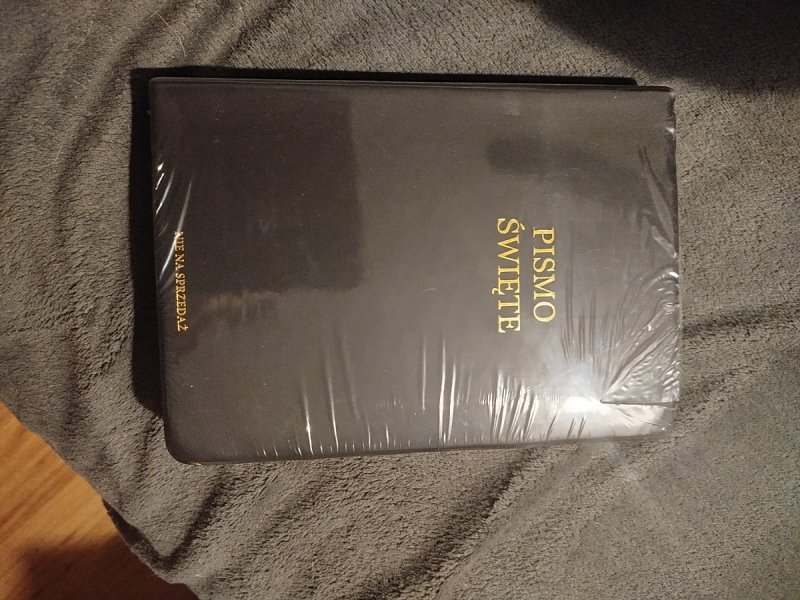 PISMO
ŚWIĘTE
NIE NA SPRZEDAŻ